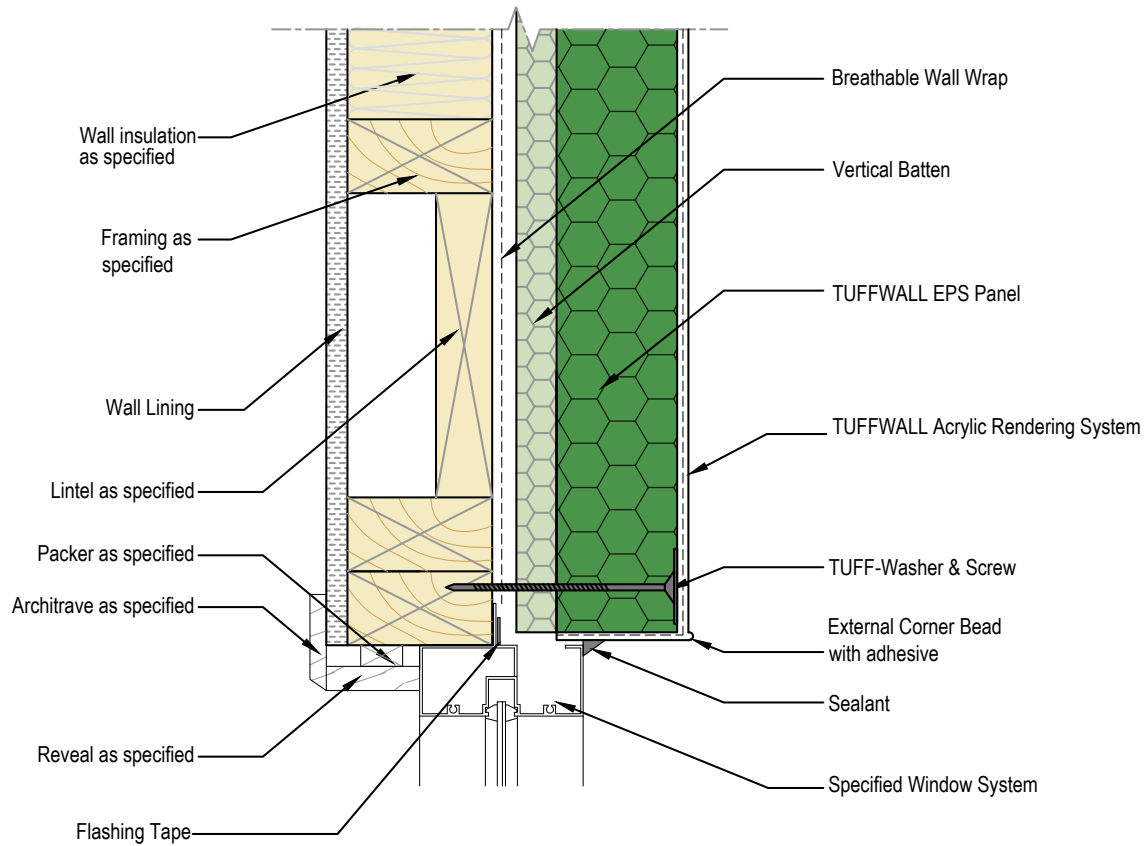 Wall insulation
as specified
Framing as
specified
Wall Lining
Lintel as specified
Packer as specified
Architrave as specified
Reveal as specified
Flashing Tape
Breathable Wall Wrap
Vertical Batten
TUFFWALL EPS Panel
TUFFWALL Acrylic Rendering System
TUFF-Washer & Screw
External Corner Bead
with adhesive
Sealant
Specified Window System